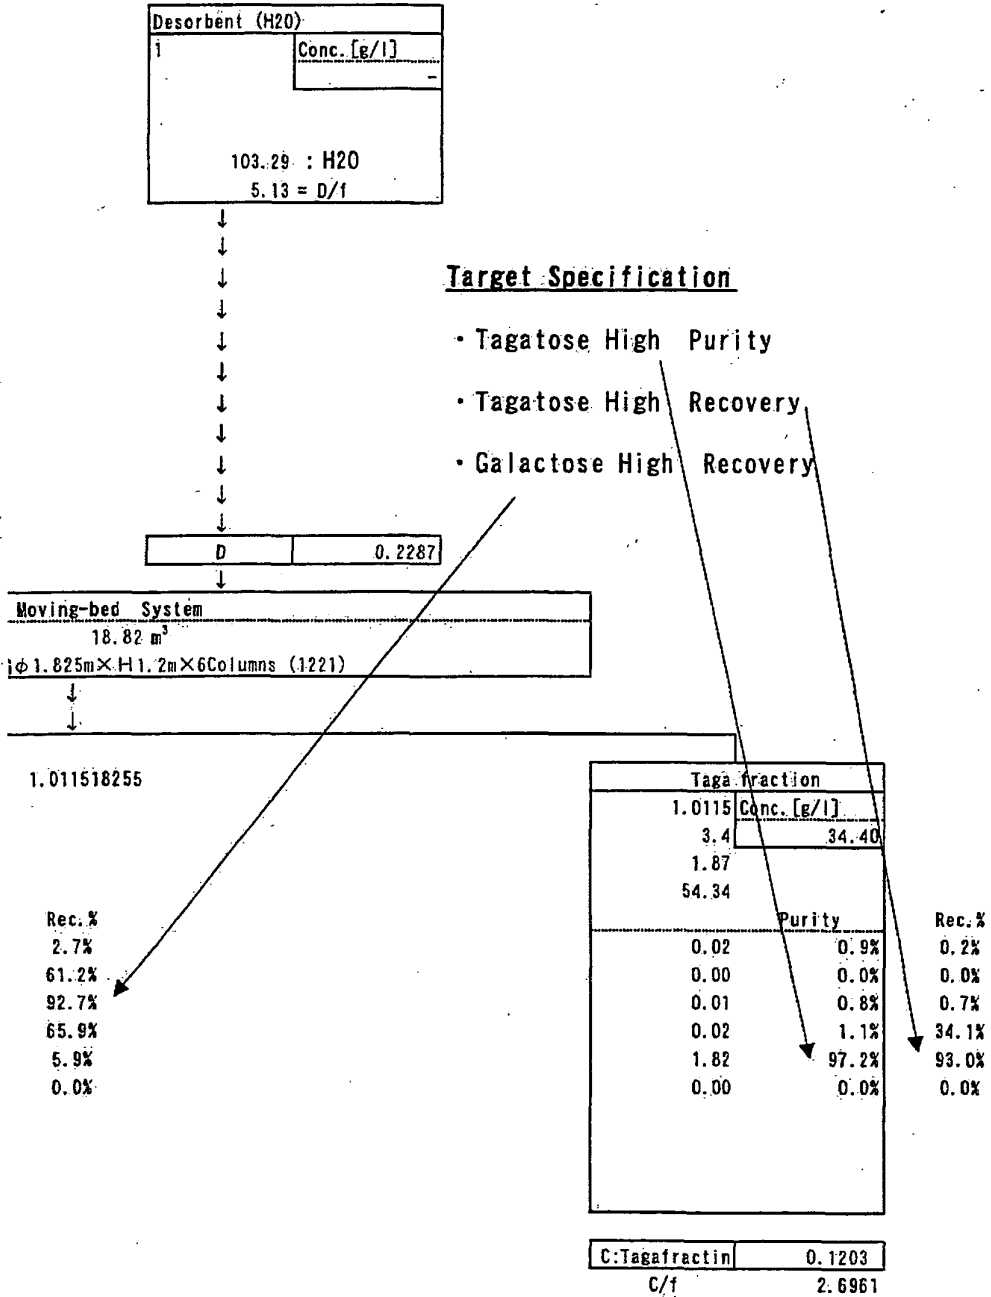 Desorbent (H2O)
Conc.[g/l]
-
103.29 : H2O
5.13 = D/f
↓
↓
↓
↓
↓
↓
↓
↓
↓
↓
↓
Target Specification
・Tagatose High Purity
・Tagatose High Recovery
・Galactose High Recovery
D 0.2287
↓
Moving-bed System
18.82 m³
φ1.825m×H1.2m×6Columns (1221)
↓
↓
1.011518255
Taga fraction
1.0115 Conc.[g/l]
3.4 34.40
1.87
54.34
Rec.% Purity Rec.%
2.7% 0.02 0.9% 0.2%
61.2% 0.00 0.0% 0.0%
92.7% 0.01 0.8% 0.7%
65.9% 0.02 1.1% 34.1%
5.9% 1.82 97.2% 93.0%
0.0% 0.00 0.0% 0.0%
C:Tagafractin 0.1203
C/f 2.6961